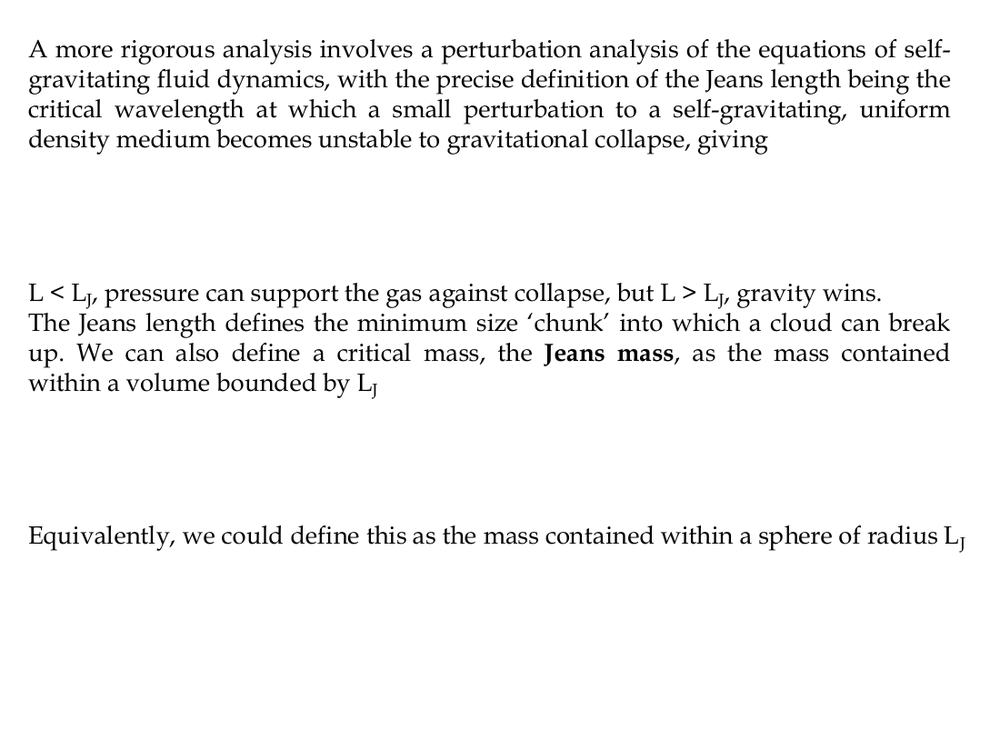 A more rigorous analysis involves a perturbation analysis of the equations of self-
gravitating fluid dynamics, with the precise definition of the Jeans length being the
critical wavelength at which a small perturbation to a self-gravitating, uniform
density medium becomes unstable to gravitational collapse, giving
L < L_J, pressure can support the gas against collapse, but L > L_J, gravity wins.
The Jeans length defines the minimum size ‘chunk’ into which a cloud can break
up. We can also define a critical mass, the Jeans mass, as the mass contained
within a volume bounded by L_J
Equivalently, we could define this as the mass contained within a sphere of radius L_J